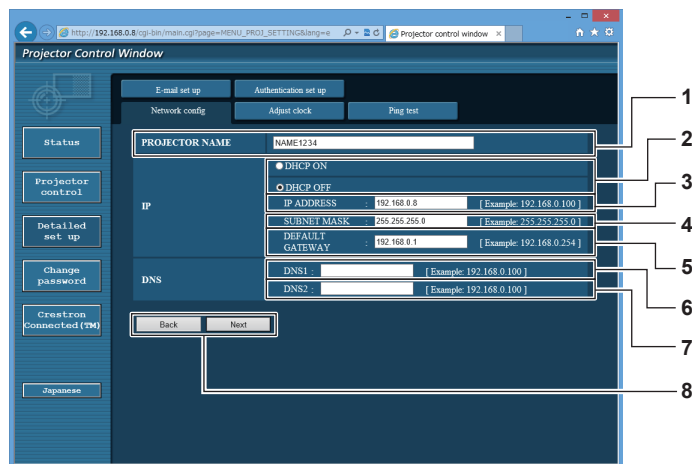 http://192.168.0.8/cgi-bin/main.cgi?page=MENU_PROJ_SETTING&lang=e
Projector control window
Projector Control Window
E-mail set up
Authentication set up
Network config
Adjust clock
Ping test
1
Status
PROJECTOR NAME
NAME1234
2
DHCP ON
Projector control
DHCP OFF
3
IP
IP ADDRESS : 192.168.0.8 [ Example: 192.168.0.100 ]
SUBNET MASK : 255.255.255.0 [ Example: 255.255.255.0 ]
4
Detailed set up
DEFAULT
GATEWAY : 192.168.0.1 [ Example: 192.168.0.254 ]
5
Change password
DNS
DNS1 : [ Example: 192.168.0.100 ]
6
DNS2 : [ Example: 192.168.0.100 ]
7
Crestron Connected(TM)
Back
Next
8
Japanese